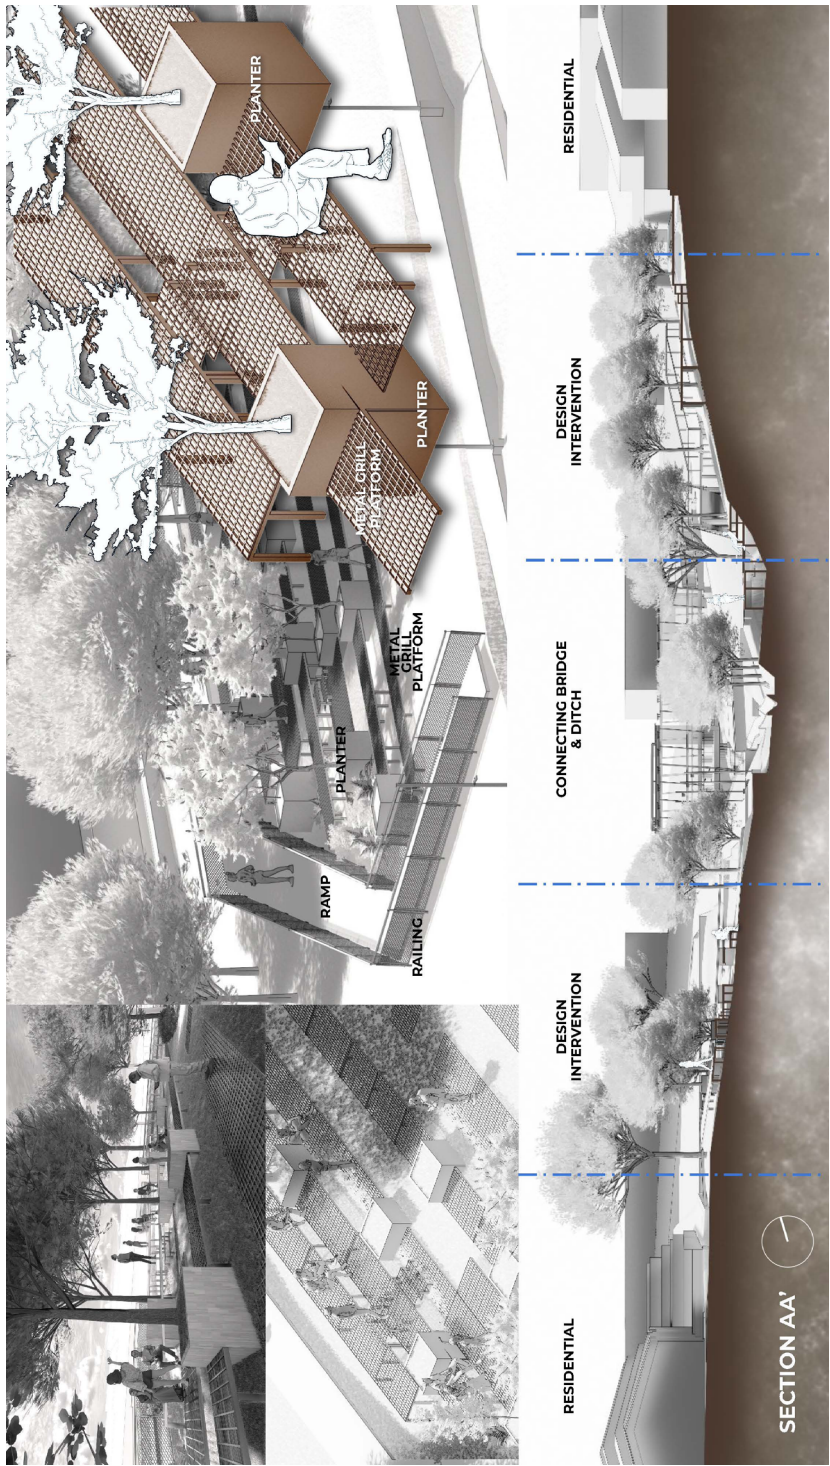 PLANTER
RAMP
PLANTER
METAL GRILL
PLATFORM
METAL
GRILL
PLATFORM
RAILING
PLANTER
RESIDENTIAL
DESIGN
INTERVENTION
CONNECTING BRIDGE
& DITCH
DESIGN
INTERVENTION
RESIDENTIAL
SECTION AA'